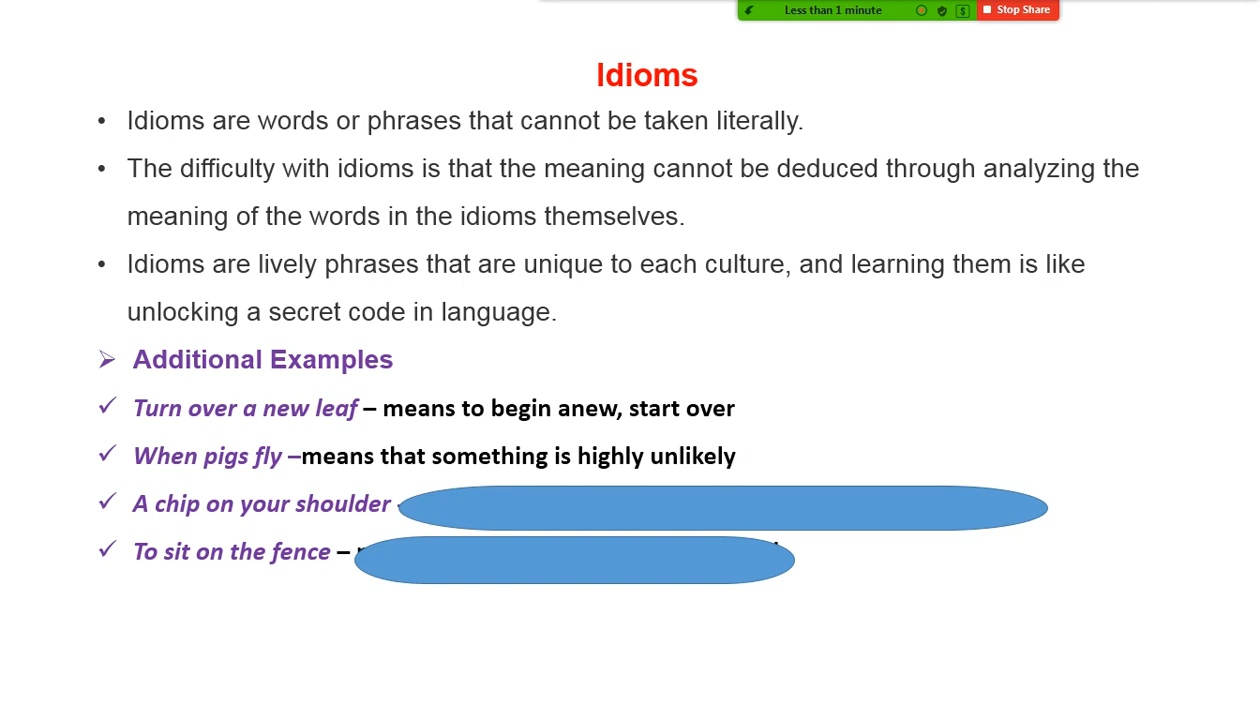 Less than 1 minute Stop Share
Idioms
• Idioms are words or phrases that cannot be taken literally.
• The difficulty with idioms is that the meaning cannot be deduced through analyzing the
meaning of the words in the idioms themselves.
• Idioms are lively phrases that are unique to each culture, and learning them is like
unlocking a secret code in language.
➢ Additional Examples
✓ Turn over a new leaf – means to begin anew, start over
✓ When pigs fly –means that something is highly unlikely
✓ A chip on your shoulder -
✓ To sit on the fence –